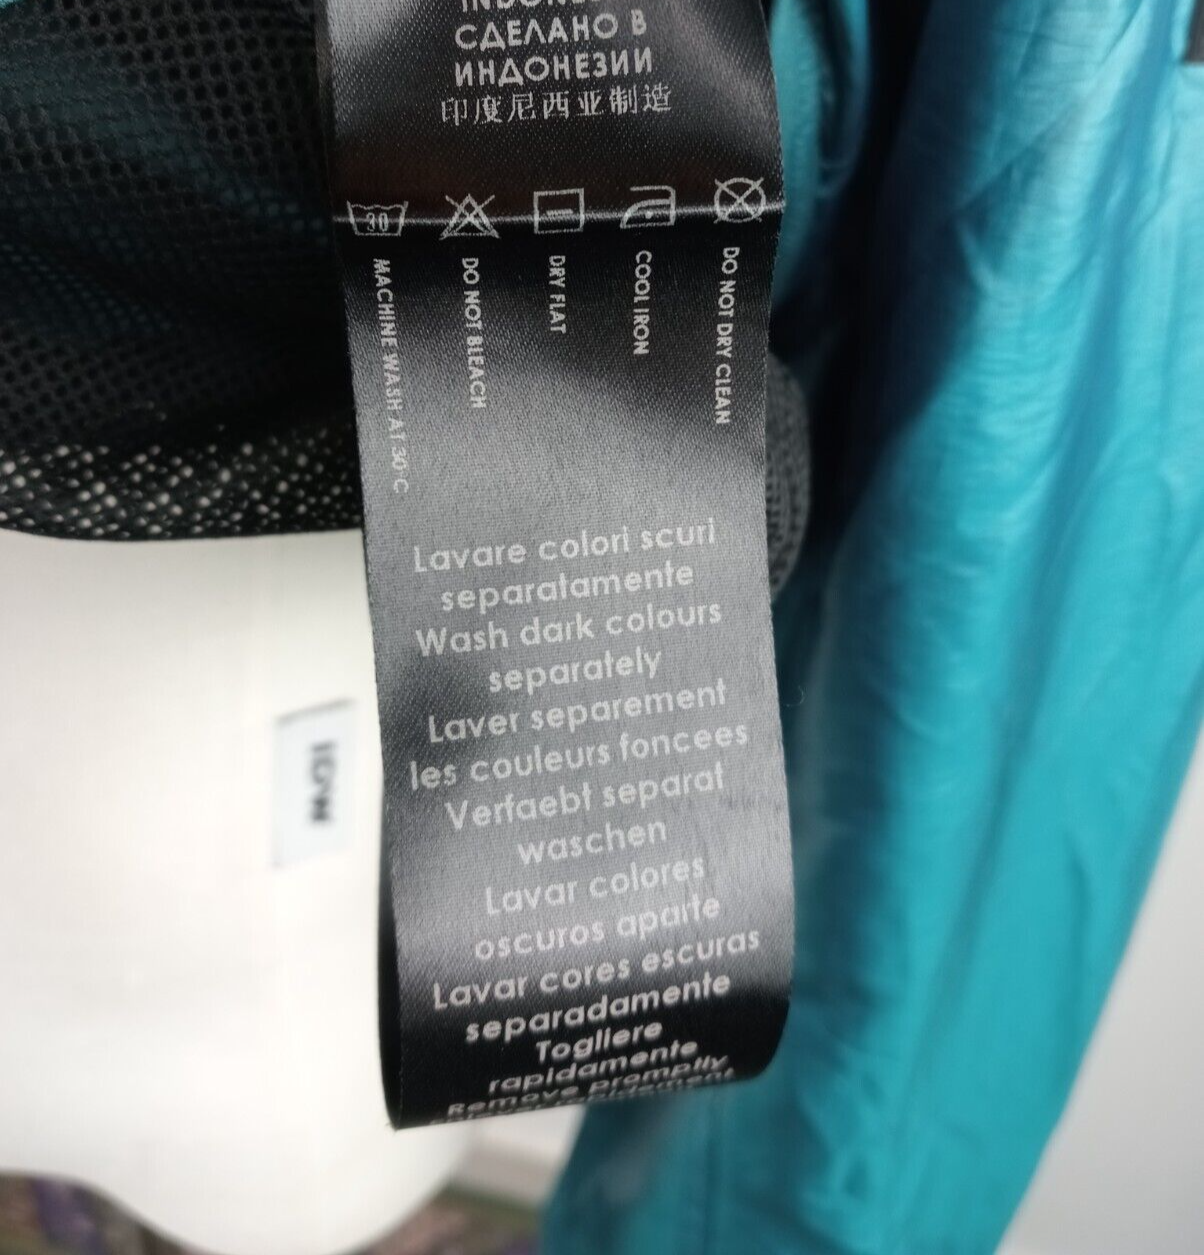 СДЕЛАНО В
ИНДОНЕЗИИ
印度尼西亚制造
30
MACHINE WASH AT 30°C
DO NOT BLEACH
DRY FLAT
COOL IRON
DO NOT DRY CLEAN
Lavare colori scuri
separatamente
Wash dark colours
separately
Laver separement
les couleurs foncees
Verfaebt separat
waschen
Lavar colores
oscuros aparte
Lavar cores escuras
separadamente
Togliere
rapidamente
Remove promptly